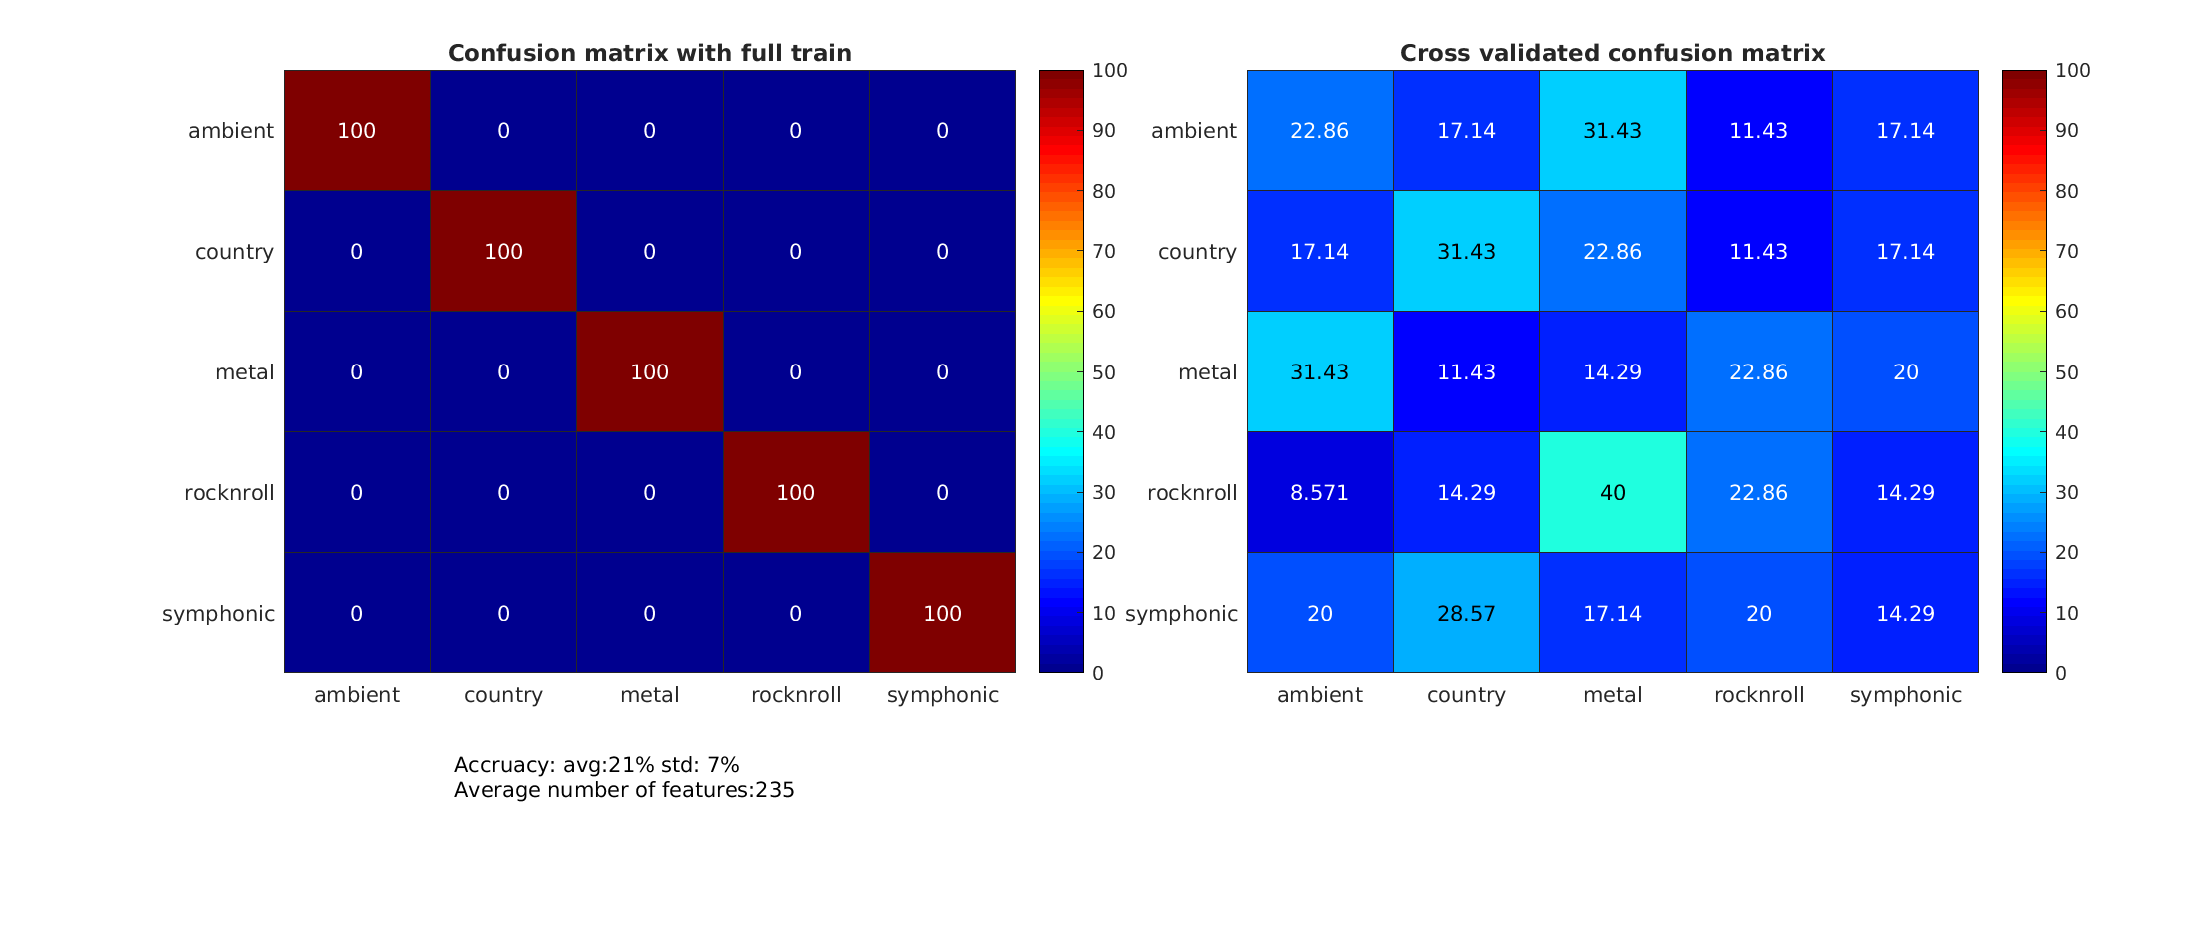 Confusion matrix with full train
ambient 100 0 0 0 0
country 0 100 0 0 0
metal 0 0 100 0 0
rocknroll 0 0 0 100 0
symphonic 0 0 0 0 100
ambient country metal rocknroll symphonic
100
90
80
70
60
50
40
30
20
10
0
Accruacy: avg:21% std: 7%
Average number of features:235
Cross validated confusion matrix
ambient 22.86 17.14 31.43 11.43 17.14
country 17.14 31.43 22.86 11.43 17.14
metal 31.43 11.43 14.29 22.86 20
rocknroll 8.571 14.29 40 22.86 14.29
symphonic 20 28.57 17.14 20 14.29
ambient country metal rocknroll symphonic
100
90
80
70
60
50
40
30
20
10
0